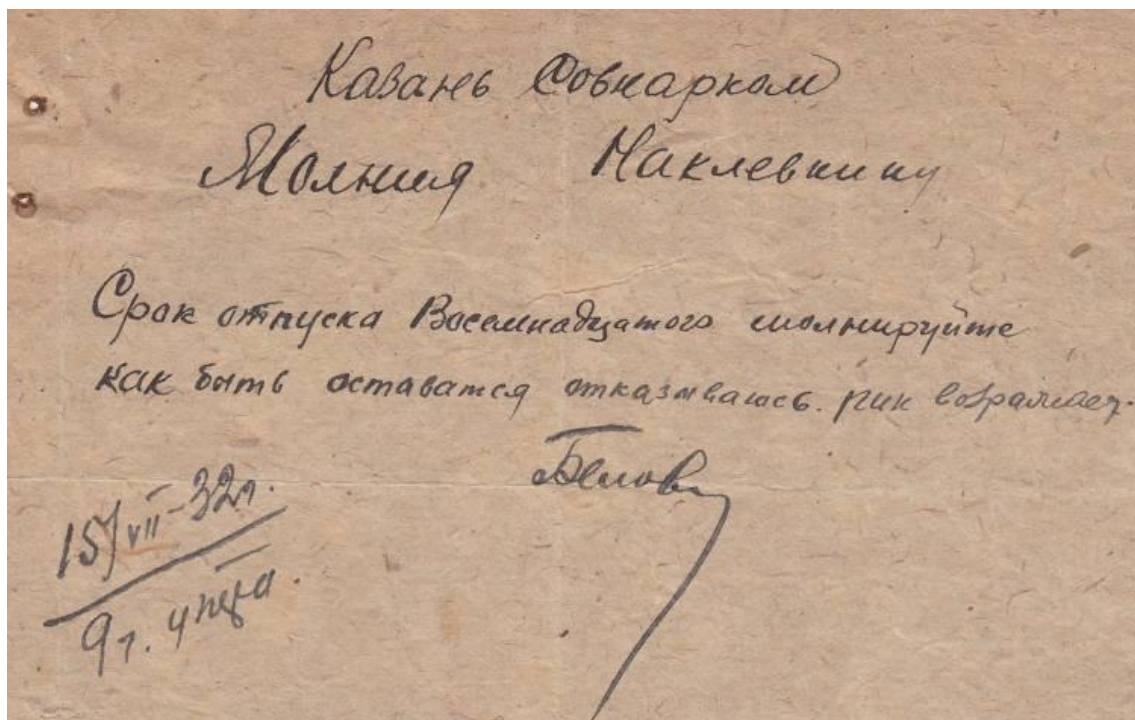 Казань Совнарком
Молния Наклевкину
Срок отпуска Восемнадцатого молнируйте
как быть оставатся отказываюсь. рик возражает.
Белов
15/VII-32г.
9 г. утра.